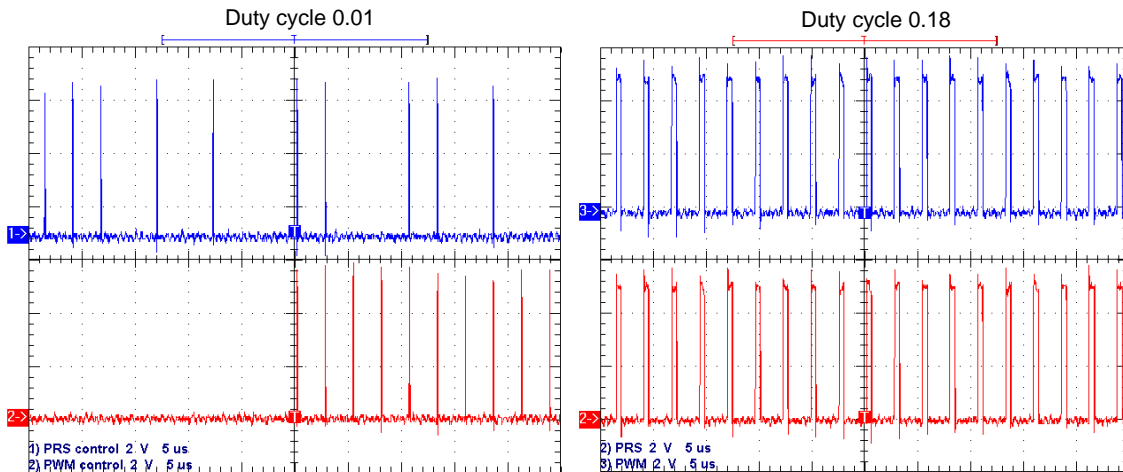 Duty cycle 0.01
Duty cycle 0.18
1->
T
2->
T
1) PRS control 2 V 5 us
2) PWM control 2 V 5 us
3->
T
2->
T
2) PRS 2 V 5 us
3) PWM 2 V 5 us